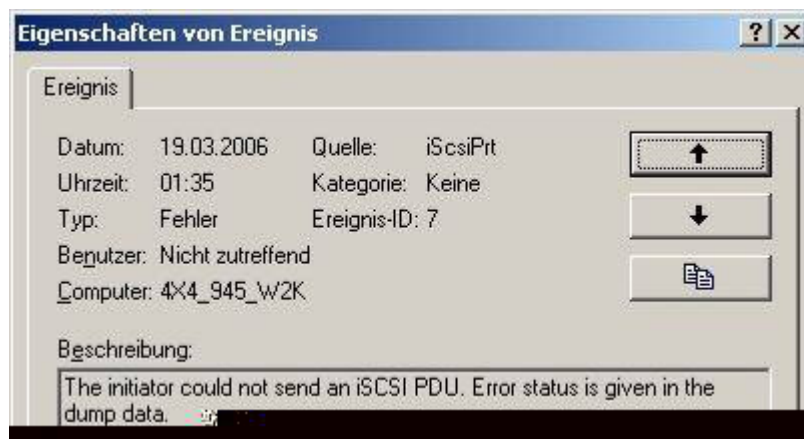 Eigenschaften von Ereignis
Ereignis
Datum: 19.03.2006 Quelle: iScsiPrt
Uhrzeit: 01:35 Kategorie: Keine
Typ: Fehler Ereignis-ID: 7
Benutzer: Nicht zutreffend
Computer: 4X4_945_W2K
Beschreibung:
The initiator could not send an iSCSI PDU. Error status is given in the
dump data.